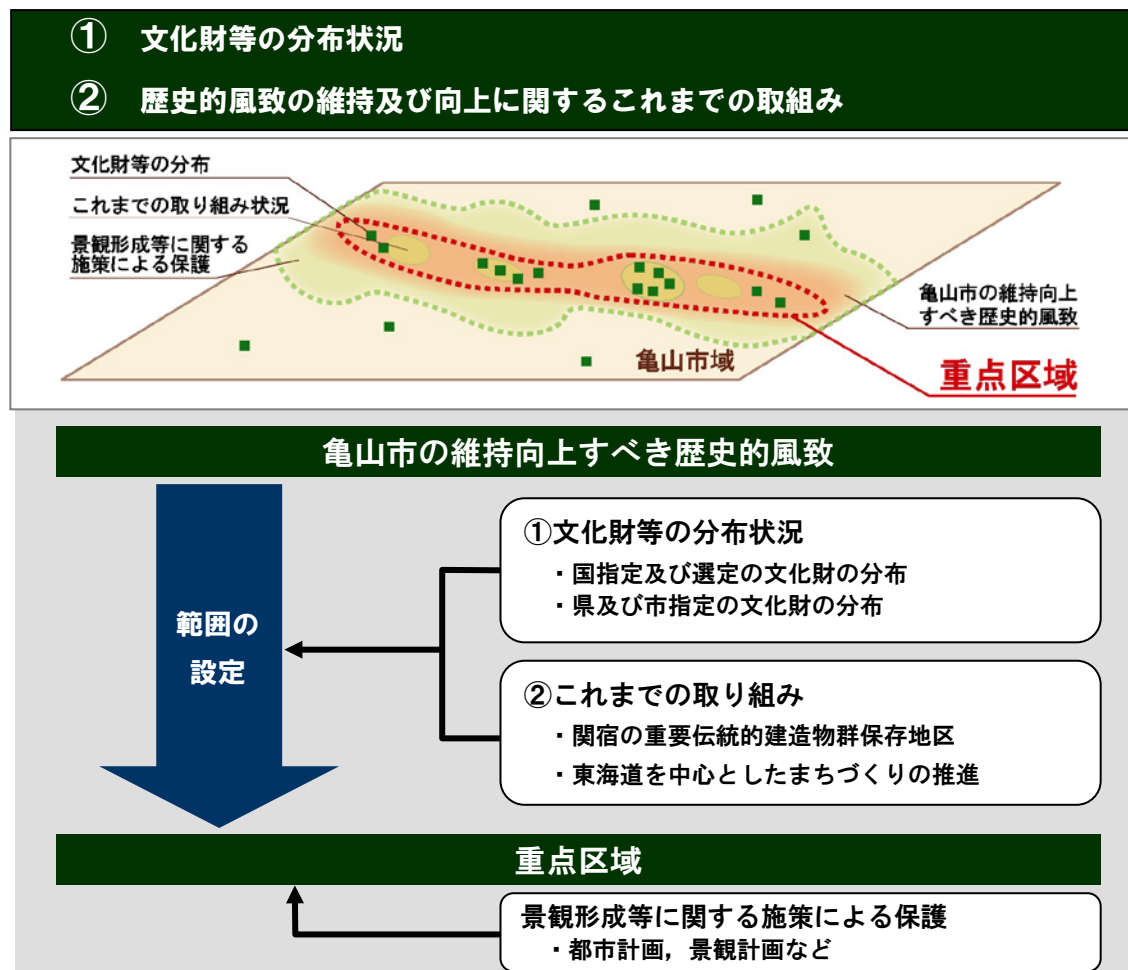 ① 文化財等の分布状況
② 歴史的風致の維持及び向上に関するこれまでの取組み
文化財等の分布
これまでの取り組み状況
景観形成等に関する
施策による保護
亀山市の維持向上
すべき歴史的風致
亀山市域
重点区域
亀山市の維持向上すべき歴史的風致
範囲の
設定
①文化財等の分布状況
・国指定及び選定の文化財の分布
・県及び市指定の文化財の分布
②これまでの取り組み
・関宿の重要伝統的建造物群保存地区
・東海道を中心としたまちづくりの推進
重点区域
景観形成等に関する施策による保護
・都市計画，景観計画など